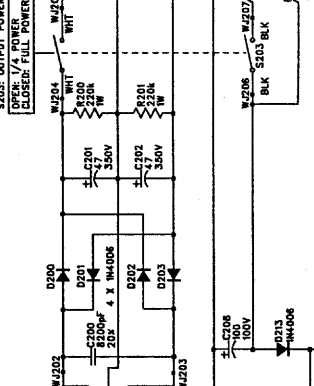 S203: OUTPUT POWER
OPEN: 1/4 POWER
CLOSED: FULL POWER
WJ20
WHT
WHT
WJ204
R200
220k
1W
R201
220k
1W
WJ207
BLK
S203
BLK
WJ206
C201
47
350V
C202
47
350V
D200
D201
4 X 1N4006
D202
D203
C200
8200pF
20%
WJ202
WJ203
C208
100
100V
D213
1N4006